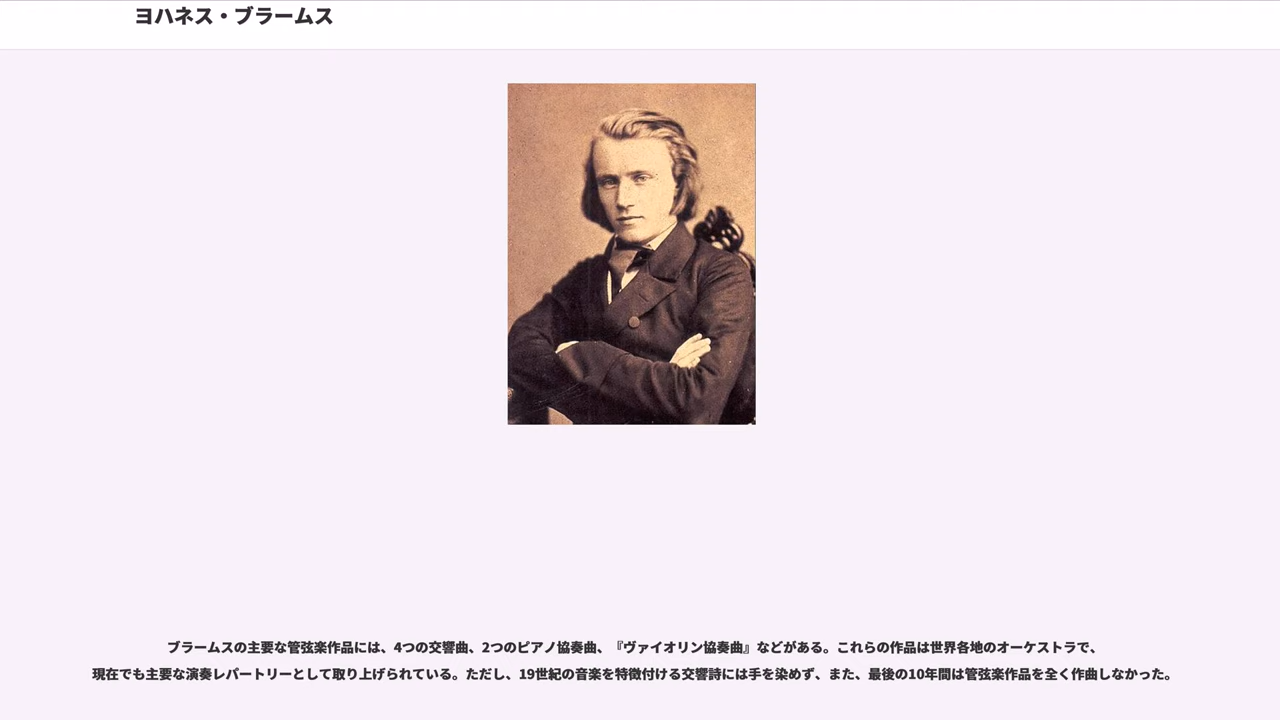 ヨハネス・ブラームス
ブラームスの主要な管弦楽作品には、4つの交響曲、2つのピアノ協奏曲、『ヴァイオリン協奏曲』などがある。これらの作品は世界各地のオーケストラで、
現在でも主要な演奏レパートリーとして取り上げられている。ただし、19世紀の音楽を特徴付ける交響詩には手を染めず、また、最後の10年間は管弦楽作品を全く作曲しなかった。